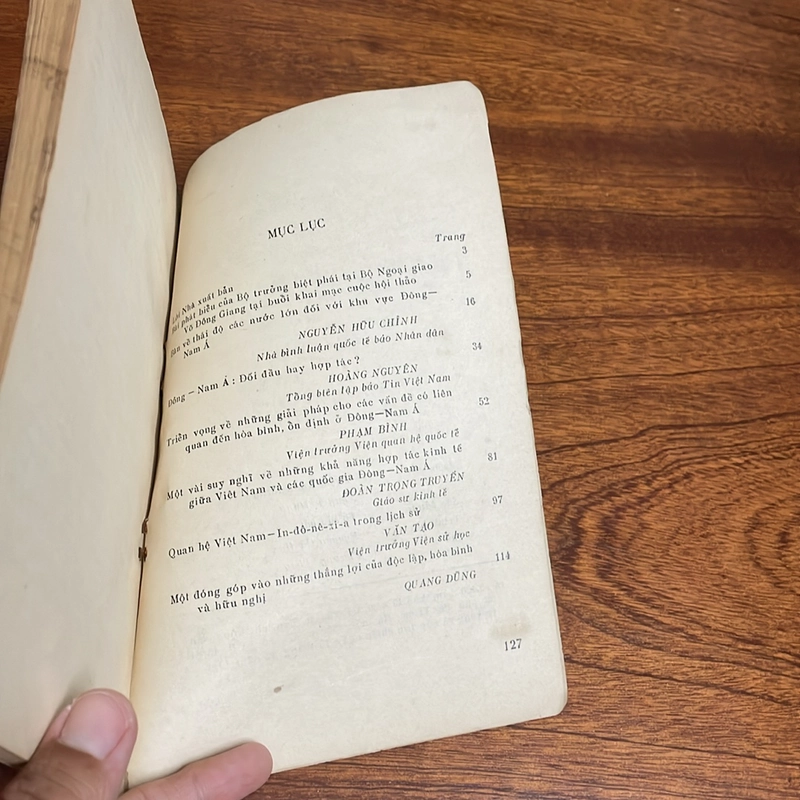 MỤC LỤC
Trang
Nhà xuất bản 3
phát biểu của Bộ trưởng biệt phái tại Bộ Ngoại giao
Võ Đông Giang tại buổi khai mạc cuộc hội thảo 5
về thái độ các nước lớn đối với khu vực Đông—
Nam Á 16
NGUYỄN HỮU CHỈNH
Nhà bình luận quốc tế báo Nhân dân
Đông — Nam Á : Đối đầu hay hợp tác ? 34
HOÀNG NGUYÊN
Tổng biên tập báo Tin Việt Nam
Triển vọng về những giải pháp cho các vấn đề có liên
quan đến hòa bình, ổn định ở Đông—Nam Á 52
PHẠM BÌNH
Viện trưởng Viện quan hệ quốc tế
Một vài suy nghĩ về những khả năng hợp tác kinh tế
giữa Việt Nam và các quốc gia Đông—Nam Á 81
ĐOÀN TRỌNG TRUYẾN
Giáo sư kinh tế
Quan hệ Việt Nam—In-đô-nê-xi-a trong lịch sử 97
VĂN TẠO
Viện trưởng Viện sử học
Một đóng góp vào những thắng lợi của độc lập, hòa bình
và hữu nghị 114
QUANG DŨNG
127